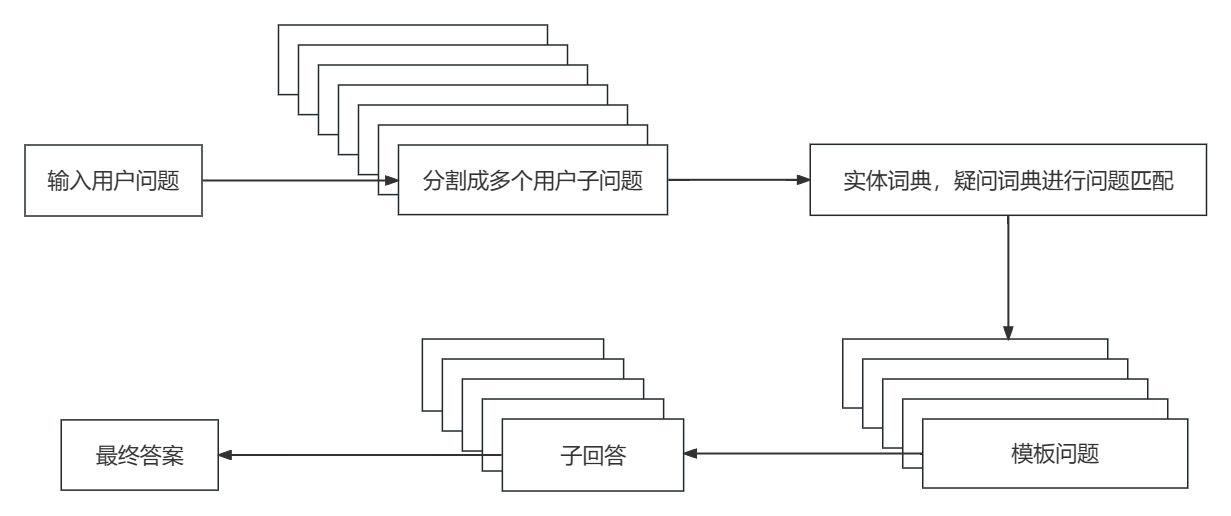 输入用户问题
分割成多个用户子问题
实体词典，疑问词典进行问题匹配
模板问题
子回答
最终答案